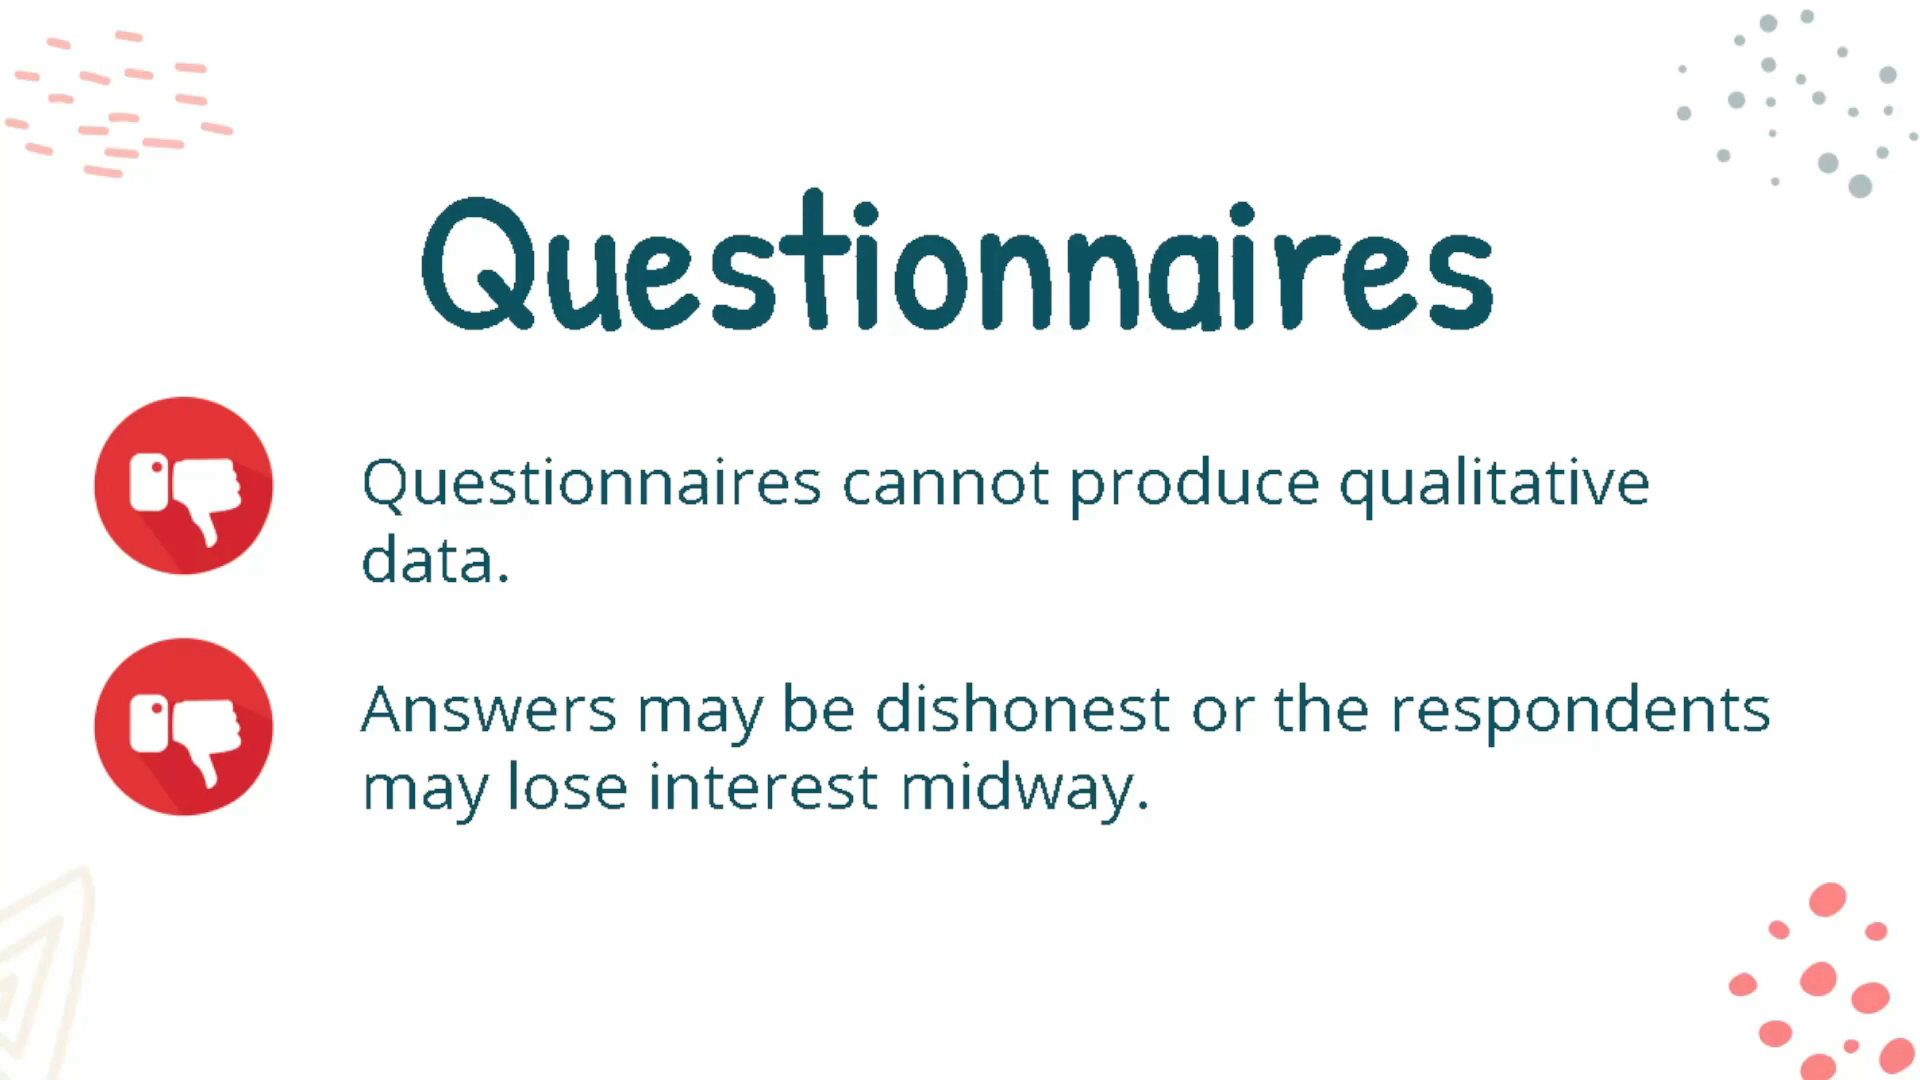 Questionnaires
Questionnaires cannot produce qualitative
data.
Answers may be dishonest or the respondents
may lose interest midway.